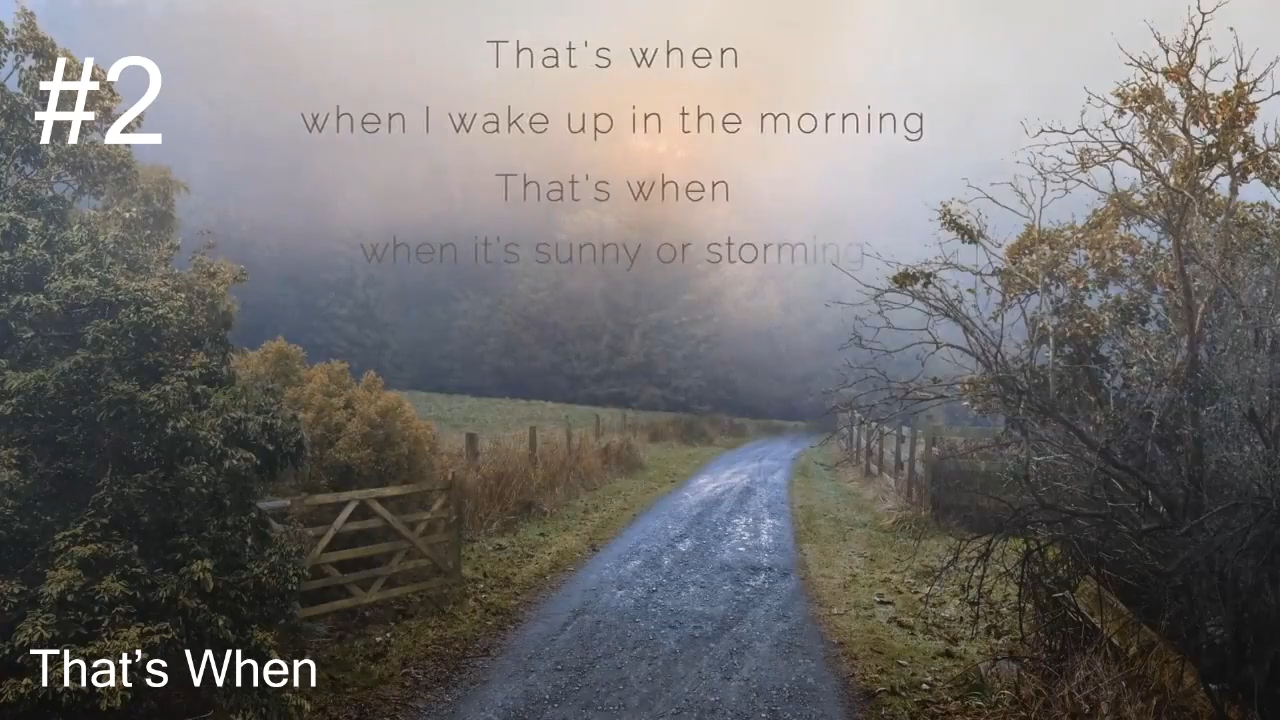 #2
That's when
when I wake up in the morning
That's when
when it's sunny or storming
That’s When